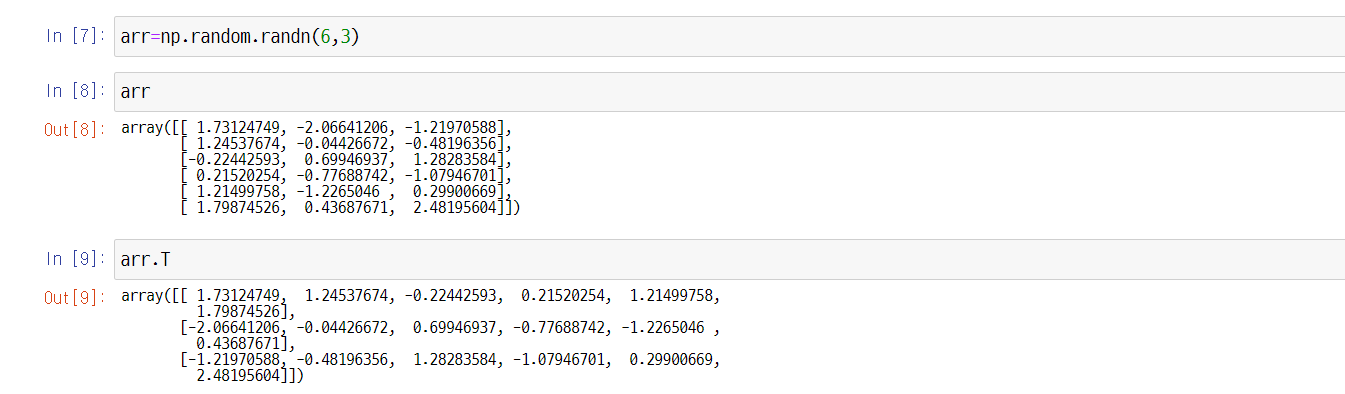 In [7]: arr=np.random.randn(6,3)
In [8]: arr
Out[8]: array([[ 1.73124749, -2.06641206, -1.21970588],
[ 1.24537674, -0.04426672, -0.48196356],
[-0.22442593,  0.69946937,  1.28283584],
[ 0.21520254, -0.77688742, -1.07946701],
[ 1.21499758, -1.2265046 ,  0.29900669],
[ 1.79874526,  0.43687671,  2.48195604]])
In [9]: arr.T
Out[9]: array([[ 1.73124749,  1.24537674, -0.22442593,  0.21520254,  1.21499758,
1.79874526],
[-2.06641206, -0.04426672,  0.69946937, -0.77688742, -1.2265046 ,
0.43687671],
[-1.21970588, -0.48196356,  1.28283584, -1.07946701,  0.29900669,
2.48195604]])